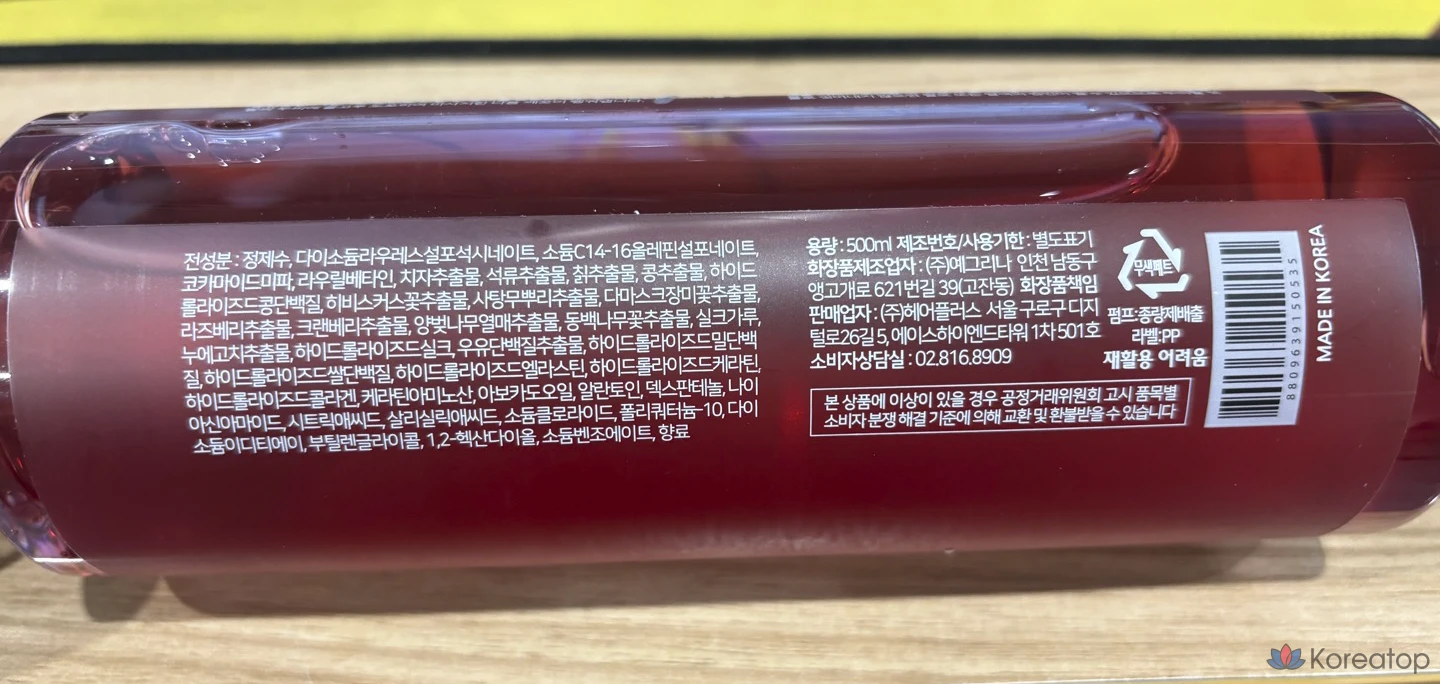 전성분 : 정제수, 다이소듐라우레스설포석시네이트, 소듐C14-16올레핀설포네이트,
코카마이드미파, 라우릴베타인, 치자추출물, 석류추출물, 칡추출물, 콩추출물, 하이드
롤라이즈드콩단백질, 히비스커스꽃추출물, 사탕무뿌리추출물, 다마스크장미꽃추출물,
라즈베리추출물, 크랜베리추출물, 양벚나무열매추출물, 동백나무꽃추출물, 실크가루,
누에고치추출물, 하이드롤라이즈드실크, 우유단백질추출물, 하이드롤라이즈드밀단백
질, 하이드롤라이즈드쌀단백질, 하이드롤라이즈드엘라스틴, 하이드롤라이즈드케라틴,
하이드롤라이즈드콜라겐, 케라틴아미노산, 아보카도오일, 알란토인, 덱스판테놀, 나이
아신아마이드, 시트릭애씨드, 살리실릭애씨드, 소듐클로라이드, 폴리쿼터늄-10, 다이
소듐이디티에이, 부틸렌글라이콜, 1,2-헥산다이올, 소듐벤조에이트, 향료
용량 : 500ml 제조번호/사용기한 : 별도표기
화장품제조업자 : (주)예그리나 인천 남동구
앵고개로 621번길 39(고잔동) 화장품책임
판매업자 : (주)헤어플러스 서울 구로구 디지
털로26길 5, 에이스하이엔드타워 1차 501호
소비자상담실 : 02.816.8909
본 상품에 이상이 있을 경우 공정거래위원회 고시 품목별
소비자 분쟁 해결 기준에 의해 교환 및 환불받을 수 있습니다
무색페트
펌프:종량제배출
라벨:PP
재활용 어려움
8809639150535
MADE IN KOREA
Koreatop